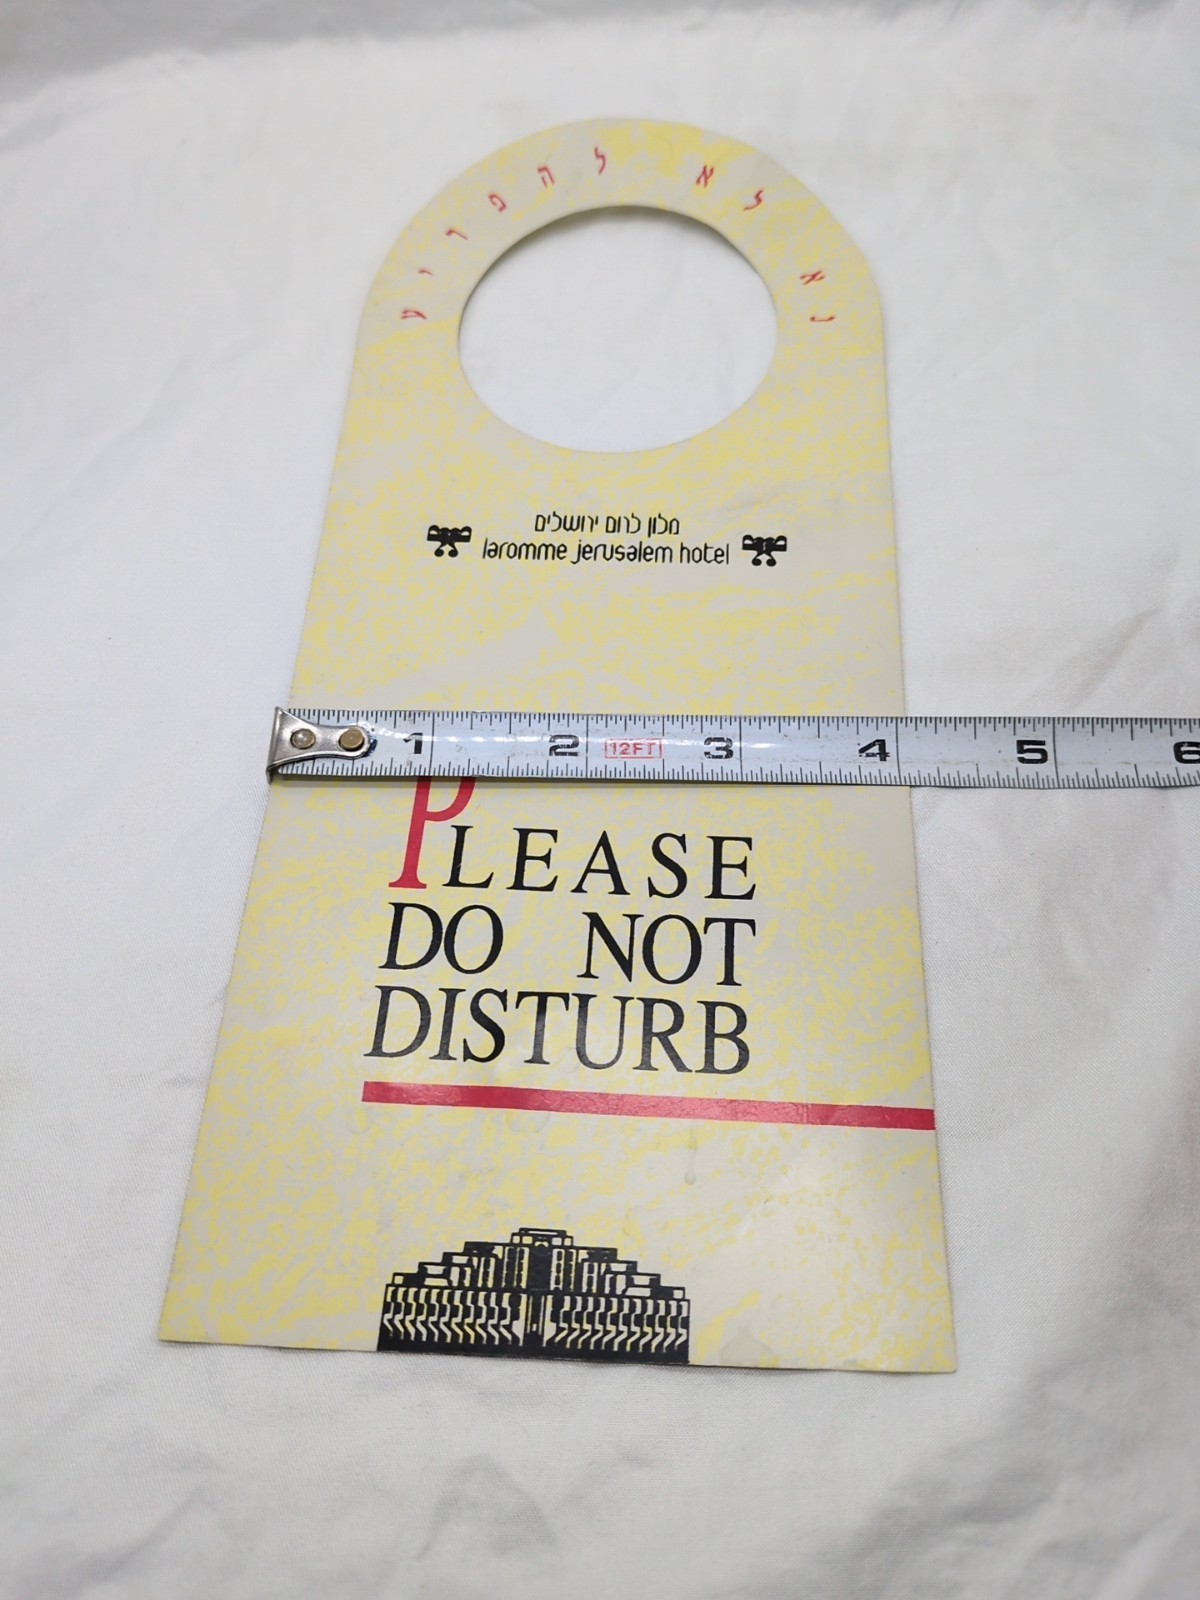 נא לא להפריע
מלון לרום ירושלים
laromme jerusalem hotel
1 2 12FT 3 4 5 6
PLEASE
DO NOT
DISTURB